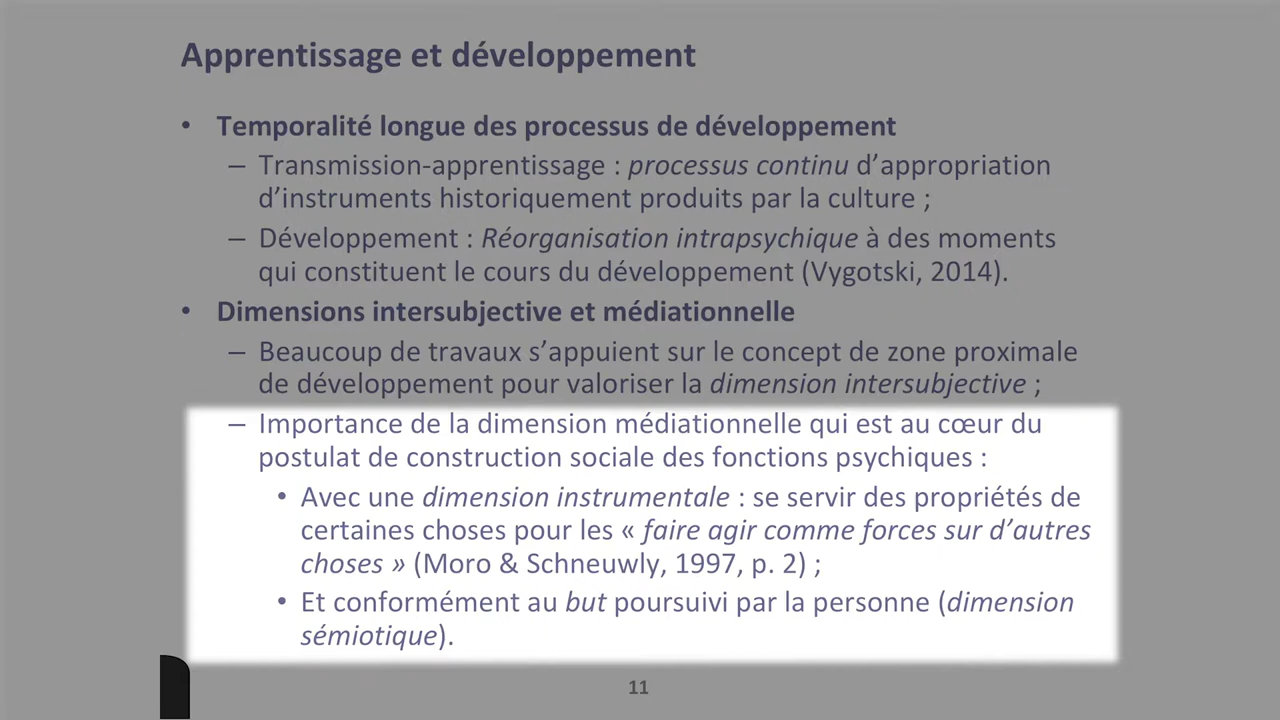 Apprentissage et développement
• Temporalité longue des processus de développement
– Transmission-apprentissage : processus continu d’appropriation
d’instruments historiquement produits par la culture ;
– Développement : Réorganisation intrapsychique à des moments
qui constituent le cours du développement (Vygotski, 2014).
• Dimensions intersubjective et médiationnelle
– Beaucoup de travaux s’appuient sur le concept de zone proximale
de développement pour valoriser la dimension intersubjective ;
– Importance de la dimension médiationnelle qui est au cœur du
postulat de construction sociale des fonctions psychiques :
• Avec une dimension instrumentale : se servir des propriétés de
certaines choses pour les « faire agir comme forces sur d’autres
choses » (Moro & Schneuwly, 1997, p. 2) ;
• Et conformément au but poursuivi par la personne (dimension
sémiotique).
11